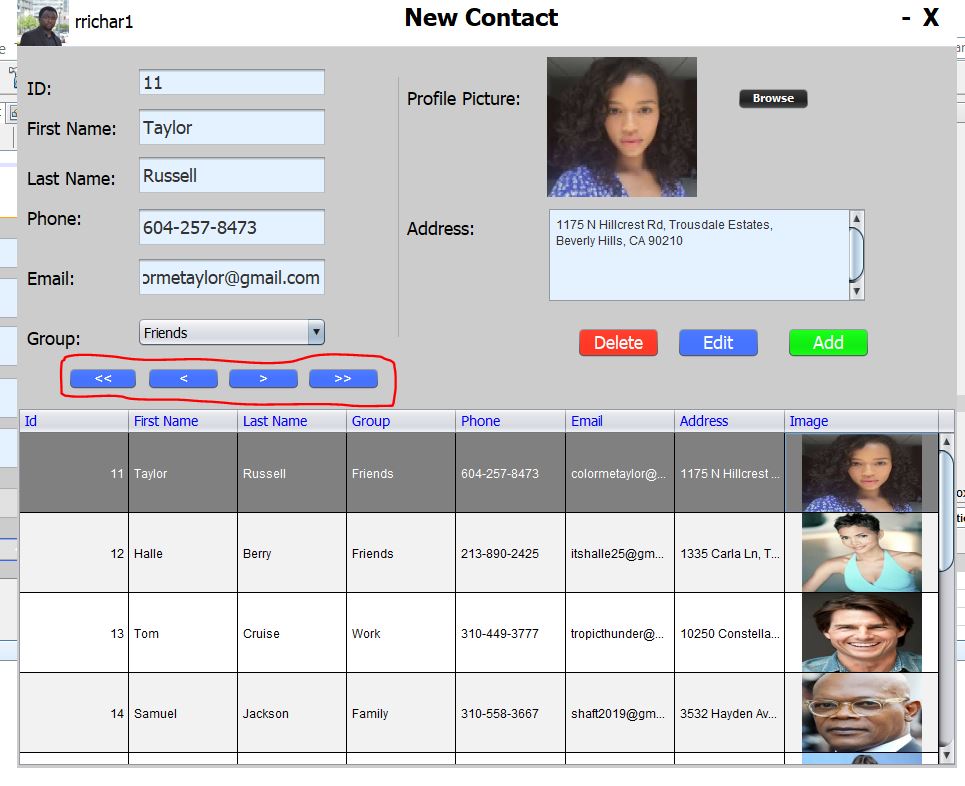 rrichar1
New Contact
- X
ID:
11
First Name:
Taylor
Last Name:
Russell
Phone:
604-257-8473
Email:
ormetaylor@gmail.com
Group:
Friends
Profile Picture:
Browse
Address:
1175 N Hillcrest Rd, Trousdale Estates,
Beverly Hills, CA 90210
Delete Edit Add
<< < > >>
Id First Name Last Name Group Phone Email Address Image
11 Taylor Russell Friends 604-257-8473 colormetaylor@... 1175 N Hillcrest ...
12 Halle Berry Friends 213-890-2425 itshalle25@gm... 1335 Carla Ln, T...
13 Tom Cruise Work 310-449-3777 tropicthunder@... 10250 Constella...
14 Samuel Jackson Family 310-558-3667 shaft2019@gm... 3532 Hayden Av...